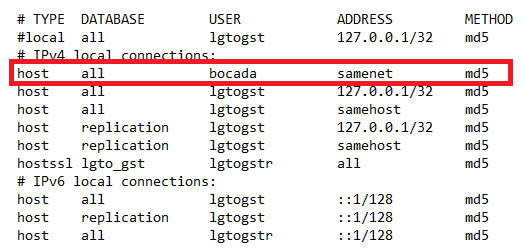 # TYPE DATABASE USER ADDRESS METHOD
#local all lgtogst 127.0.0.1/32 md5
# IPv4 local connections:
host all bocada samenet md5
host all lgtogst 127.0.0.1/32 md5
host all lgtogst samehost md5
host replication lgtogst 127.0.0.1/32 md5
host replication lgtogst samehost md5
hostssl lgto_gst lgtogstr all md5
# IPv6 local connections:
host all lgtogst ::1/128 md5
host replication lgtogst ::1/128 md5
host all lgtogstr ::1/128 md5